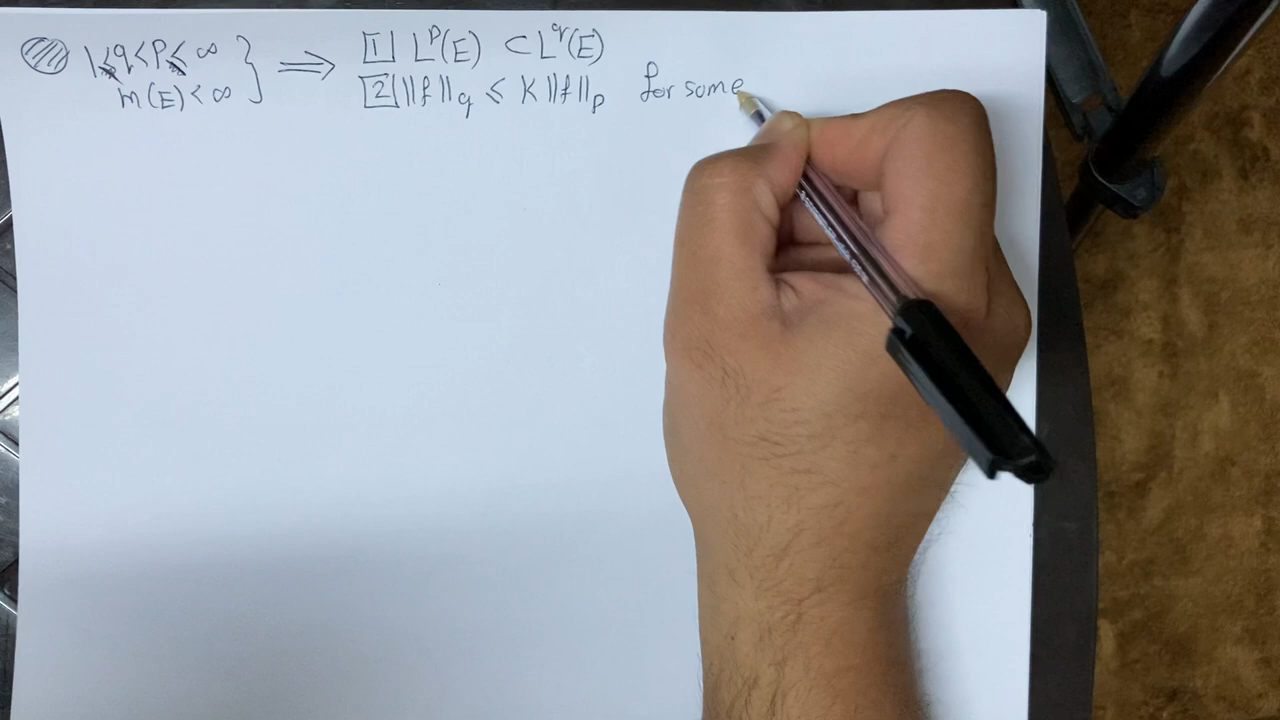 1≤q<p≤∞ } ⟹ [1] L^p(E) ⊂ L^q(E)
m(E)<∞ [2] ||f||_q ≤ K ||f||_p for some